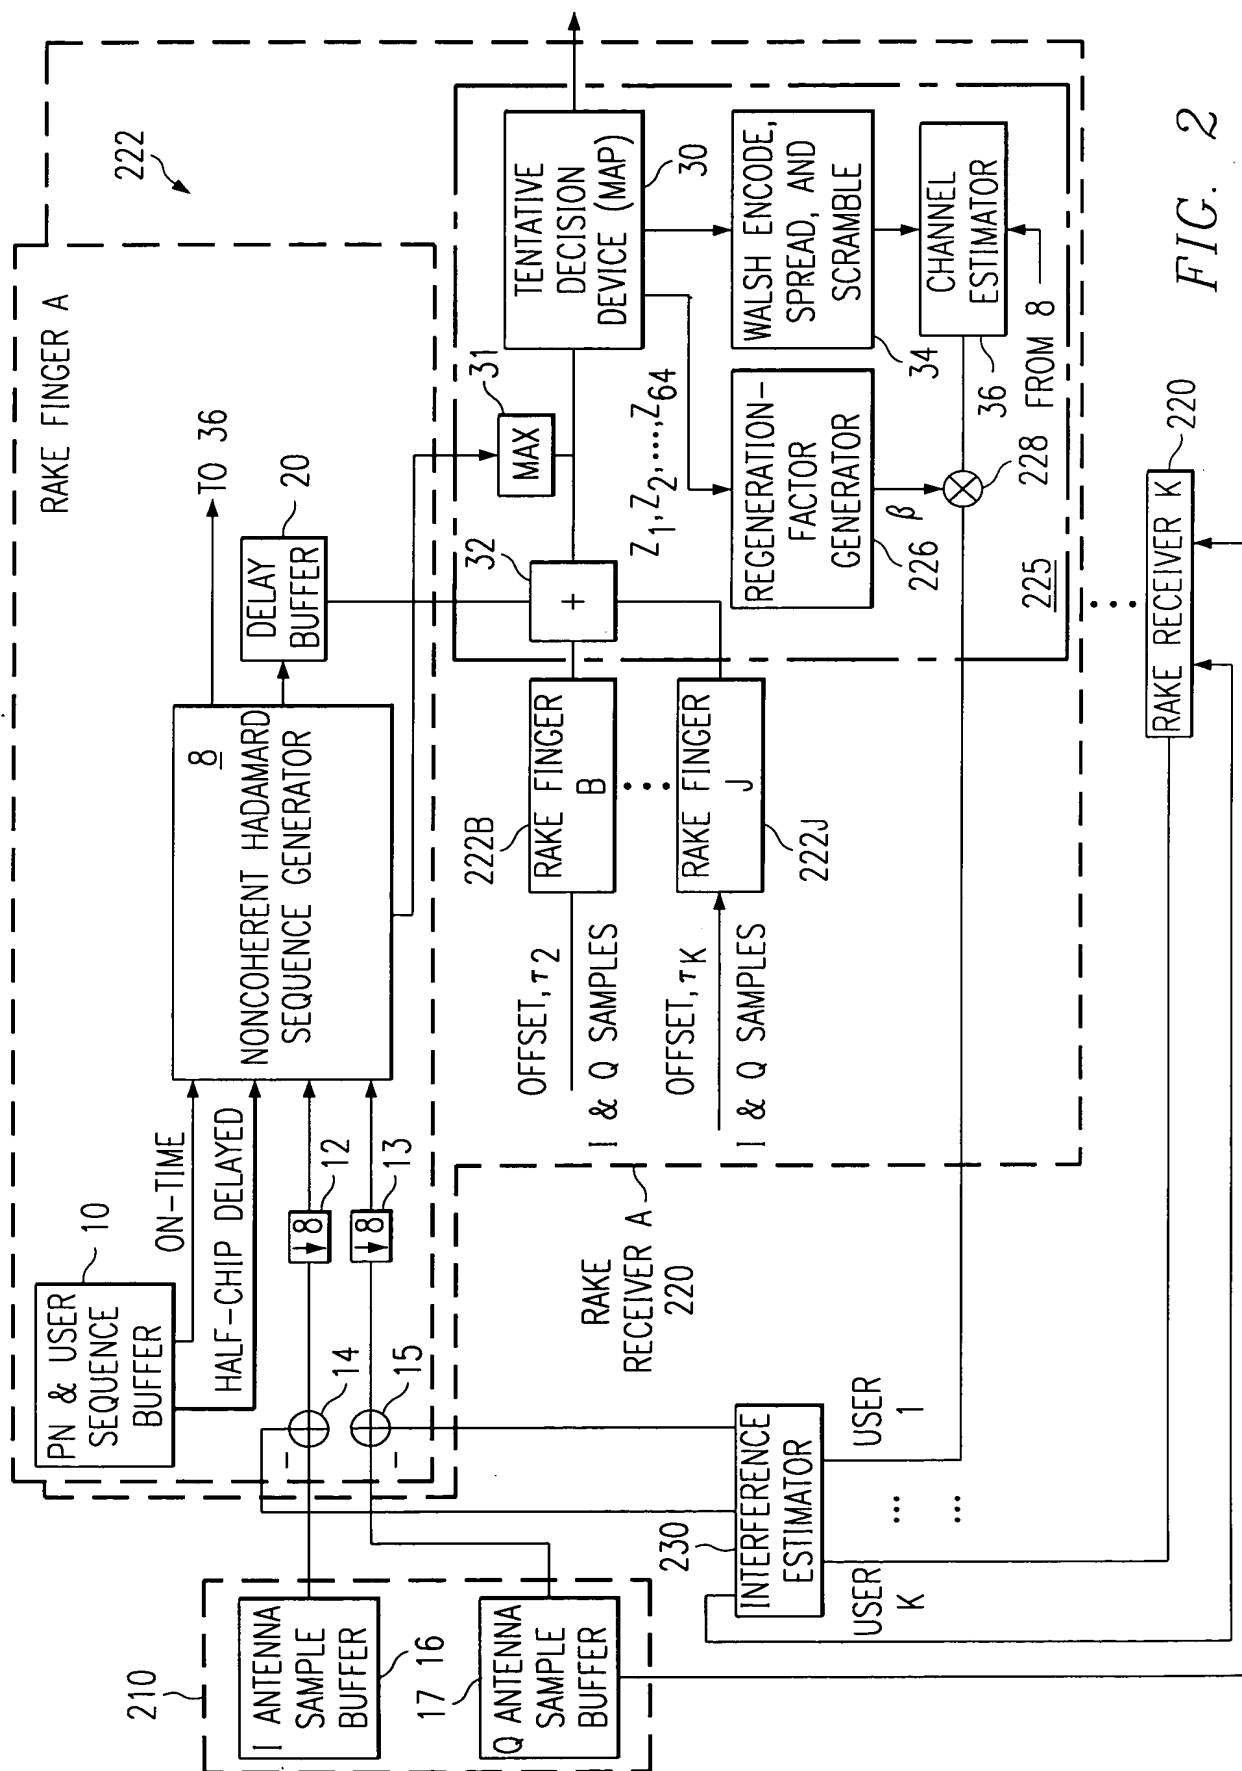 222
RAKE FINGER A
PN & USER
SEQUENCE
BUFFER
10
ON-TIME
HALF-CHIP DELAYED
8
NONCOHERENT HADAMARD
SEQUENCE GENERATOR
TO 36
DELAY
BUFFER
20
↓8
12
↓8
13
14
15
-
-
210
I ANTENNA
SAMPLE
BUFFER
16
Q ANTENNA
SAMPLE
BUFFER
17
OFFSET, τ2
I & Q SAMPLES
222B
RAKE FINGER
B
OFFSET, τK
I & Q SAMPLES
RAKE FINGER
J
222J
32
+
31
MAX
TENTATIVE
DECISION
DEVICE (MAP)
30
Z1, Z2,...,Z64
REGENERATION-
FACTOR
GENERATOR
226
β
WALSH ENCODE,
SPREAD, AND
SCRAMBLE
34
CHANNEL
ESTIMATOR
36
FROM 8
228
225
RAKE
RECEIVER A
220
230
INTERFERENCE
ESTIMATOR
USER
1
USER
K
RAKE RECEIVER K
220
FIG. 2